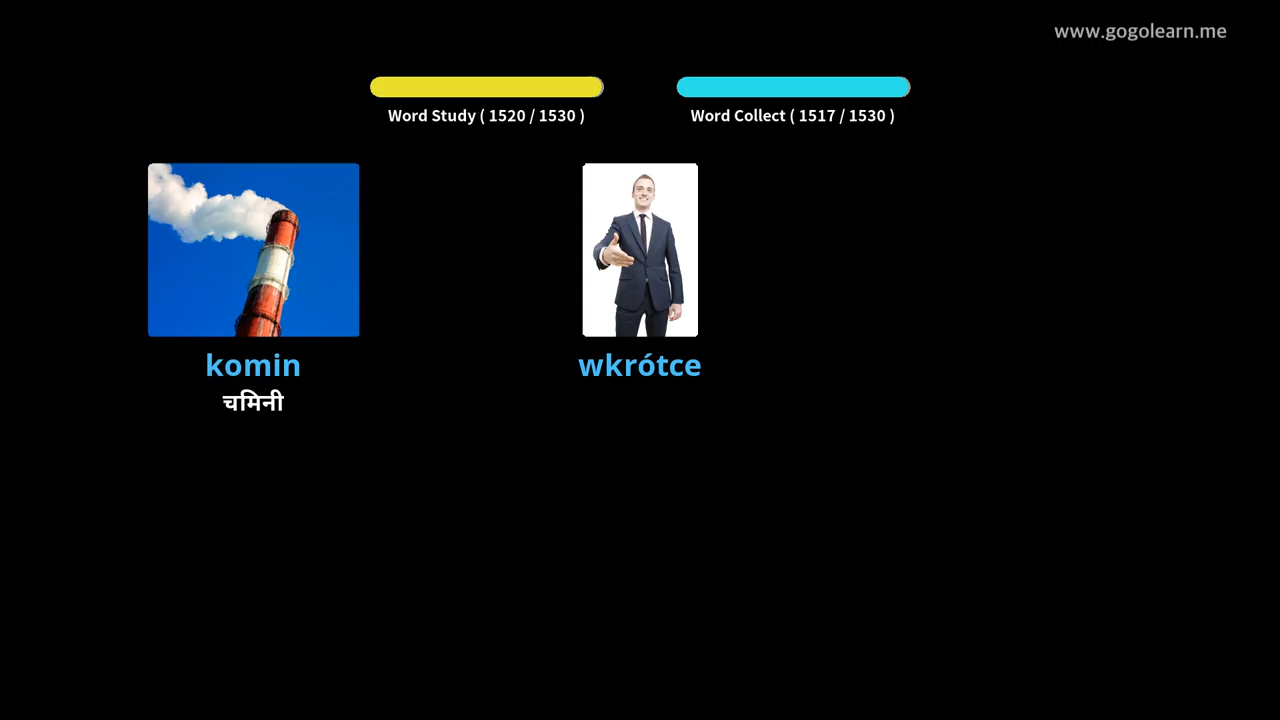 www.gogolearn.me
Word Study ( 1520 / 1530 )
Word Collect ( 1517 / 1530 )
komin
चिमनी
wkrótce